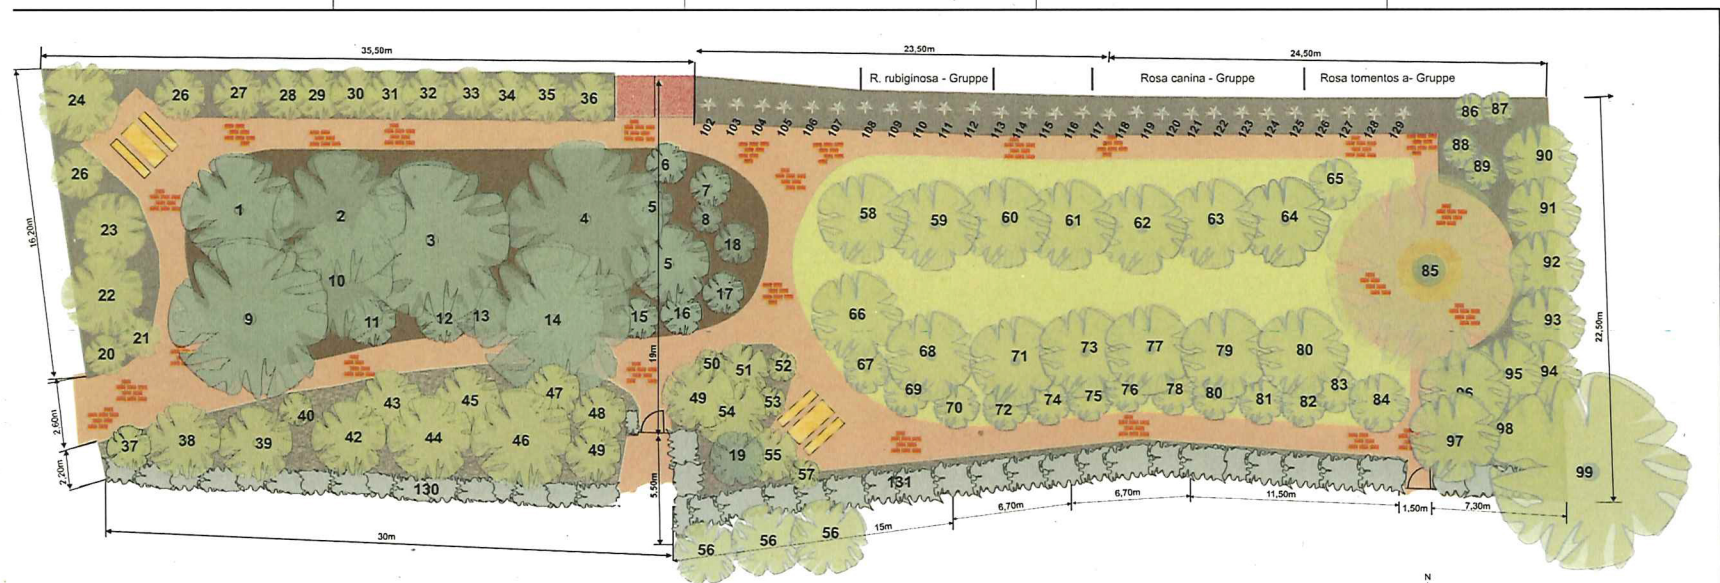 35,50m
23,50m
24,50m
R. rubiginosa - Gruppe
Rosa canina - Gruppe
Rosa tomentos a- Gruppe
24 26 27 28 29 30 31 32 33 34 35 36
86 87
102 103 104 105 106 107 108 109 110 111 112 113 114 115 116 117 118 119 120 121 122 123 124 125 126 127 128 129
88 89 90
26 6 7 65
1 2 4 5 8 58 59 60 61 62 63 64 91
23 3 18
16,20m
5 85 92
10 17
22 9 11 12 13 14 15 16 66 93
22,50m
21 20 19m
67 68 71 73 77 79 80
50 51 52 95 94
2,60m
40 43 45 47 48 49 54 53 69 70 72 74 75 76 78 80 81 82 83 84 96
37 38 39 42 44 46 49 97 98
19 55 57 99
2,20m
130 131
5,50m
6,70m 6,70m 11,50m 1,50m 7,30m
15m
30m
56 56 56
N